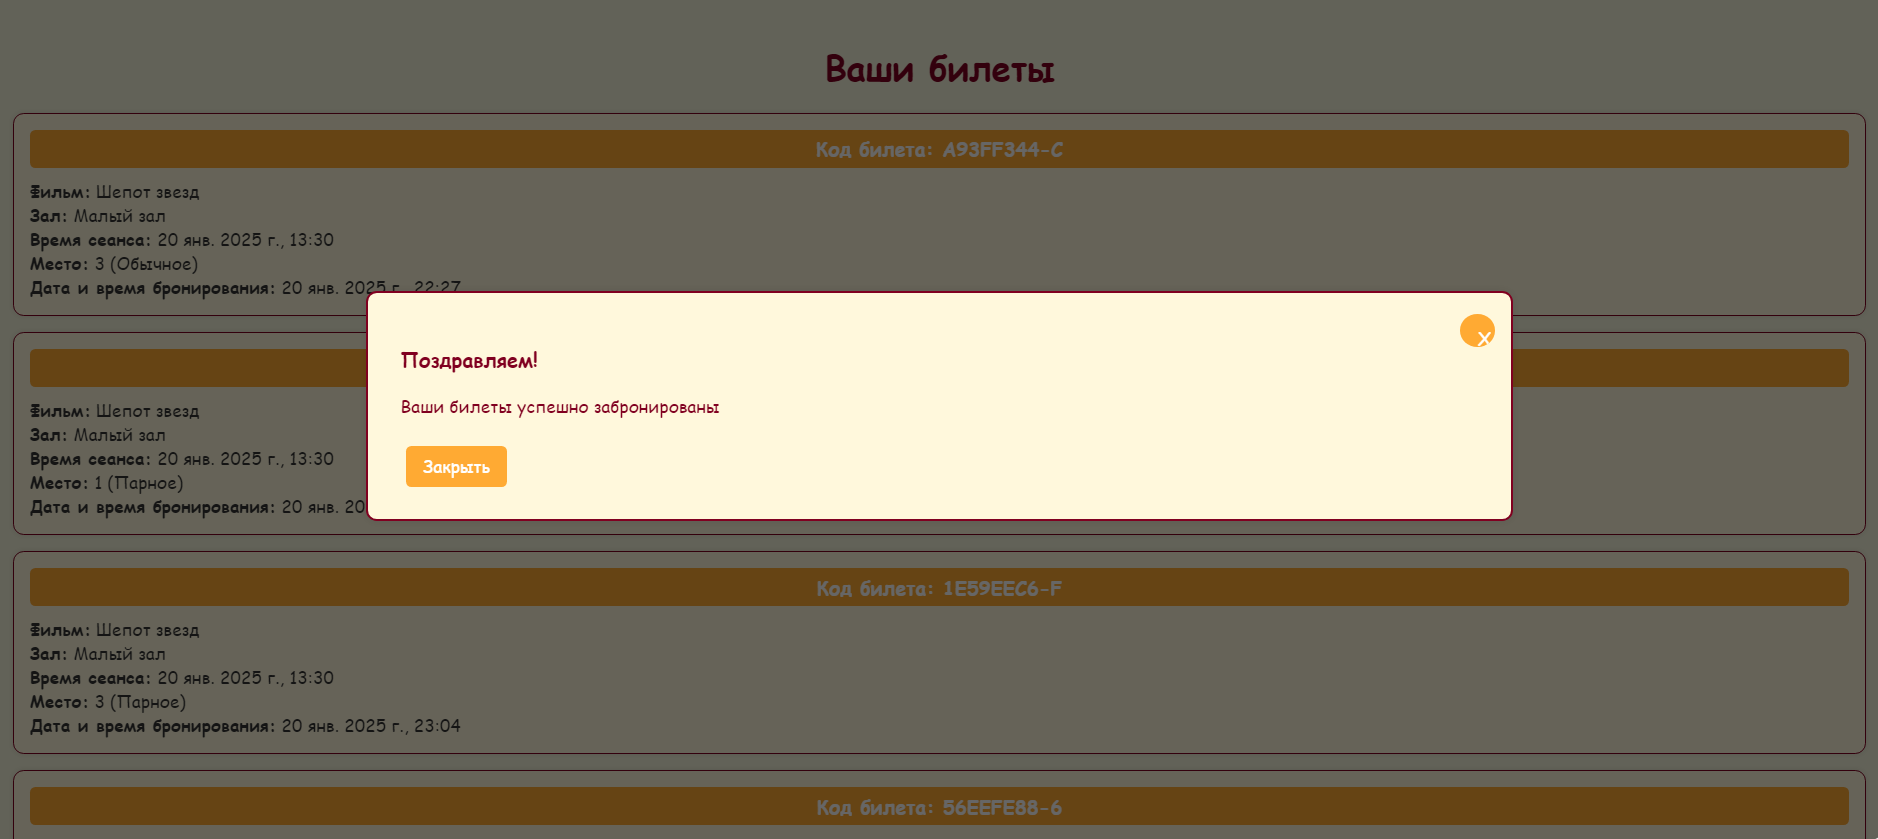 Ваши билеты
Код билета: A93FF344-C
Фильм: Шепот звезд
Зал: Малый зал
Время сеанса: 20 янв. 2025 г., 13:30
Место: 3 (Обычное)
Дата и время бронирования: 20 янв. 2025 г., 22:27
x
Поздравляем!
Ваши билеты успешно забронированы
Закрыть
Фильм: Шепот звезд
Зал: Малый зал
Время сеанса: 20 янв. 2025 г., 13:30
Место: 1 (Парное)
Дата и время бронирования: 20 янв.
Код билета: 1E59EEC6-F
Фильм: Шепот звезд
Зал: Малый зал
Время сеанса: 20 янв. 2025 г., 13:30
Место: 3 (Парное)
Дата и время бронирования: 20 янв. 2025 г., 23:04
Код билета: 56EEFE88-6